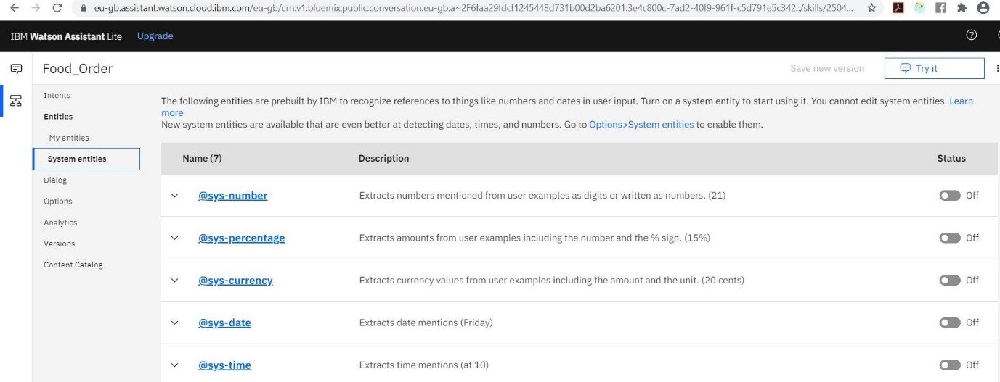 eu-gb.assistant.watson.cloud.ibm.com/eu-gb/crn:v1:bluemix:public:conversation:eu-gb:a~2F6faa29fdcf1245448d731b00d2ba6201:3e4c800c-7ad2-40f9-961f-c5d791e5c342::/skills/2504...
IBM Watson Assistant Lite Upgrade
Food_Order Save new version Try it
Intents
Entities
My entities
System entities
Dialog
Options
Analytics
Versions
Content Catalog
The following entities are prebuilt by IBM to recognize references to things like numbers and dates in user input. Turn on a system entity to start using it. You cannot edit system entities. Learn
more
New system entities are available that are even better at detecting dates, times, and numbers. Go to Options>System entities to enable them.
Name (7) Description Status
@sys-number Extracts numbers mentioned from user examples as digits or written as numbers. (21) Off
@sys-percentage Extracts amounts from user examples including the number and the % sign. (15%) Off
@sys-currency Extracts currency values from user examples including the amount and the unit. (20 cents) Off
@sys-date Extracts date mentions (Friday) Off
@sys-time Extracts time mentions (at 10) Off